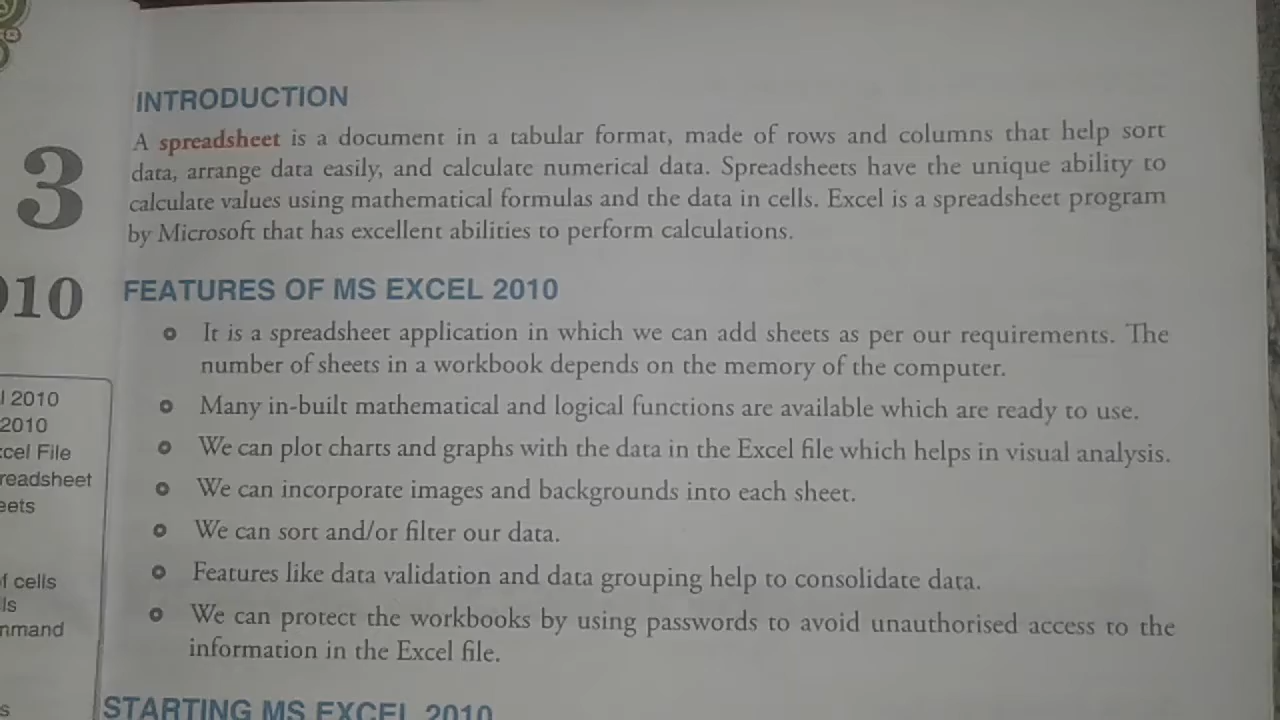 INTRODUCTION
A spreadsheet is a document in a tabular format, made of rows and columns that help sort
data, arrange data easily, and calculate numerical data. Spreadsheets have the unique ability to
calculate values using mathematical formulas and the data in cells. Excel is a spreadsheet program
by Microsoft that has excellent abilities to perform calculations.
3
10
FEATURES OF MS EXCEL 2010
It is a spreadsheet application in which we can add sheets as per our requirements. The
number of sheets in a workbook depends on the memory of the computer.
Many in-built mathematical and logical functions are available which are ready to use.
We can plot charts and graphs with the data in the Excel file which helps in visual analysis.
We can incorporate images and backgrounds into each sheet.
We can sort and/or filter our data.
Features like data validation and data grouping help to consolidate data.
We can protect the workbooks by using passwords to avoid unauthorised access to the
information in the Excel file.
l 2010
2010
cel File
readsheet
eets
f cells
ls
mmand
s
STARTING MS EXCEL 2010